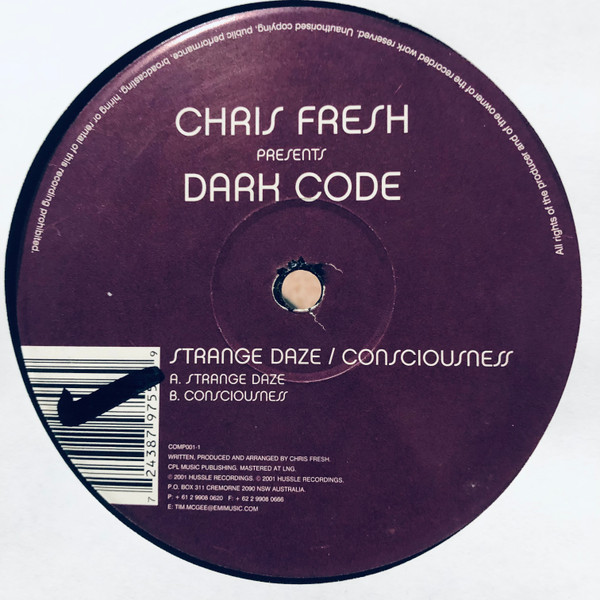 All rights of the producer and of the owner of the recorded work reserved. Unauthorised copying, public performance, broadcasting, hiring or rental of this recording prohibited.
CHRIS FRESH
PRESENTS
DARK CODE
STRANGE DAZE / CONSCIOUSNESS
A. STRANGE DAZE
B. CONSCIOUSNESS
COMP001-1
WRITTEN, PRODUCED AND ARRANGED BY CHRIS FRESH.
CPL MUSIC PUBLISHING. MASTERED AT LNG.
℗ 2001 HUSSLE RECORDINGS. © 2001 HUSSLE RECORDINGS.
P.O. BOX 311 CREMORNE 2090 NSW AUSTRALIA.
P: + 61 2 9908 0620 F: + 62 2 9908 0666
E: TIM.MCGEE@EMIMUSIC.COM